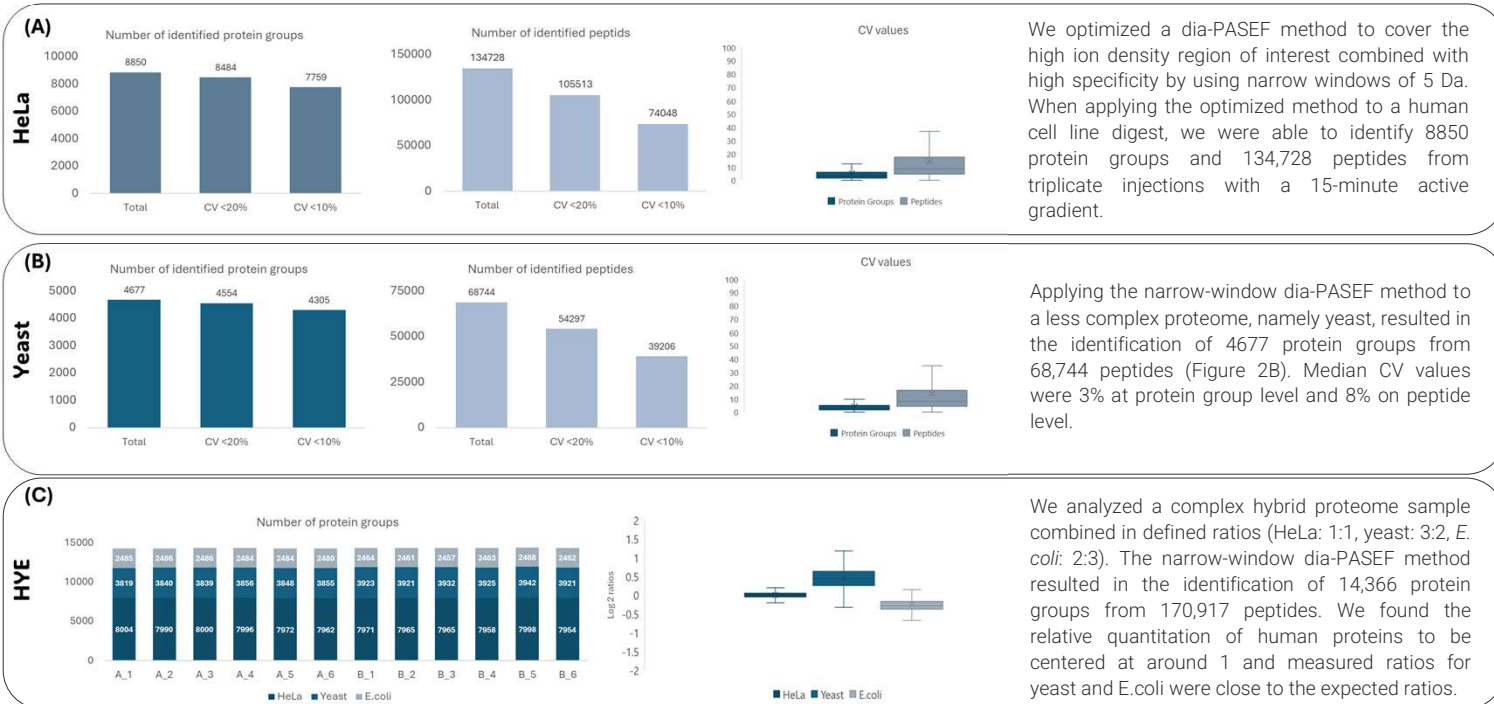 (A)
HeLa
Number of identified protein groups
10000
8000
6000
4000
2000
0
8850
8484
7759
Total
CV <20%
CV <10%
Number of identified peptids
150000
100000
50000
0
134728
105513
74048
Total
CV <20%
CV <10%
CV values
100
90
80
70
60
50
40
30
20
10
0
Protein Groups
Peptides
We optimized a dia-PASEF method to cover the
high ion density region of interest combined with
high specificity by using narrow windows of 5 Da.
When applying the optimized method to a human
cell line digest, we were able to identify 8850
protein groups and 134,728 peptides from
triplicate injections with a 15-minute active
gradient.
(B)
Yeast
Number of identified protein groups
5000
4000
3000
2000
1000
0
4677
4554
4305
Total
CV <20%
CV <10%
Number of identified peptides
75000
50000
25000
0
68744
54297
39206
Total
CV <20%
CV <10%
CV values
100
90
80
70
60
50
40
30
20
10
0
Protein Groups
Peptides
Applying the narrow-window dia-PASEF method to
a less complex proteome, namely yeast, resulted in
the identification of 4677 protein groups from
68,744 peptides (Figure 2B). Median CV values
were 3% at protein group level and 8% on peptide
level.
(C)
HYE
Number of protein groups
15000
10000
5000
0
2485 2486 2486 2484 2484 2480 2464 2461 2457 2463 2466 2462
3819 3840 3839 3856 3848 3855 3923 3921 3932 3925 3942 3921
8004 7990 8000 7996 7972 7962 7971 7965 7965 7958 7998 7954
A_1 A_2 A_3 A_4 A_5 A_6 B_1 B_2 B_3 B_4 B_5 B_6
HeLa Yeast E.coli
Log 2 ratios
2
1.5
1
0.5
0
-0.5
-1
-1.5
-2
HeLa Yeast E.coli
We analyzed a complex hybrid proteome sample
combined in defined ratios (HeLa: 1:1, yeast: 3:2, E.
coli: 2:3). The narrow-window dia-PASEF method
resulted in the identification of 14,366 protein
groups from 170,917 peptides. We found the
relative quantitation of human proteins to be
centered at around 1 and measured ratios for
yeast and E.coli were close to the expected ratios.